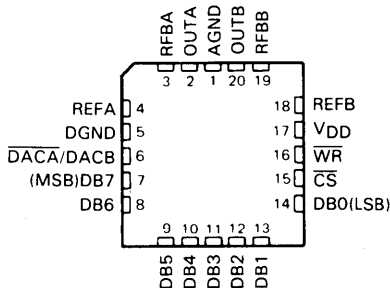 RFBA OUTA AGND OUTB RFBB
3 2 1 20 19
REFA 4 18 REFB
DGND 5 17 VDD
DACA/DACB 6 16 WR
(MSB)DB7 7 15 CS
DB6 8 14 DB0(LSB)
9 10 11 12 13
DB5 DB4 DB3 DB2 DB1